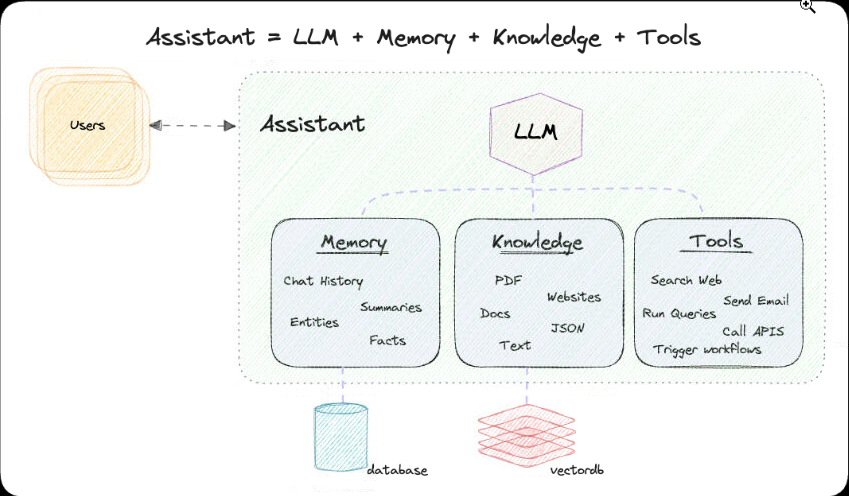 Assistant = LLM + Memory + Knowledge + Tools
Users
Assistant
LLM
Memory
Chat History
Summaries
Entities
Facts
Knowledge
PDF
Websites
Docs
JSON
Text
Tools
Search Web
Send Email
Run Queries
Call APIS
Trigger workflows
database
vectordb